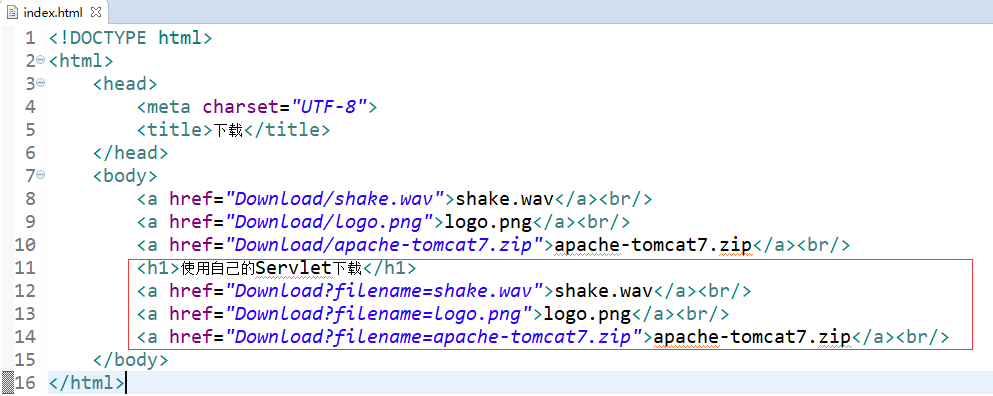 index.html
1 <!DOCTYPE html>
2 <html>
3 <head>
4 <meta charset="UTF-8">
5 <title>下载</title>
6 </head>
7 <body>
8 <a href="Download/shake.wav">shake.wav</a><br/>
9 <a href="Download/logo.png">logo.png</a><br/>
10 <a href="Download/apache-tomcat7.zip">apache-tomcat7.zip</a><br/>
11 <h1>使用自己的Servlet下载</h1>
12 <a href="Download?filename=shake.wav">shake.wav</a><br/>
13 <a href="Download?filename=logo.png">logo.png</a><br/>
14 <a href="Download?filename=apache-tomcat7.zip">apache-tomcat7.zip</a><br/>
15 </body>
16 </html>